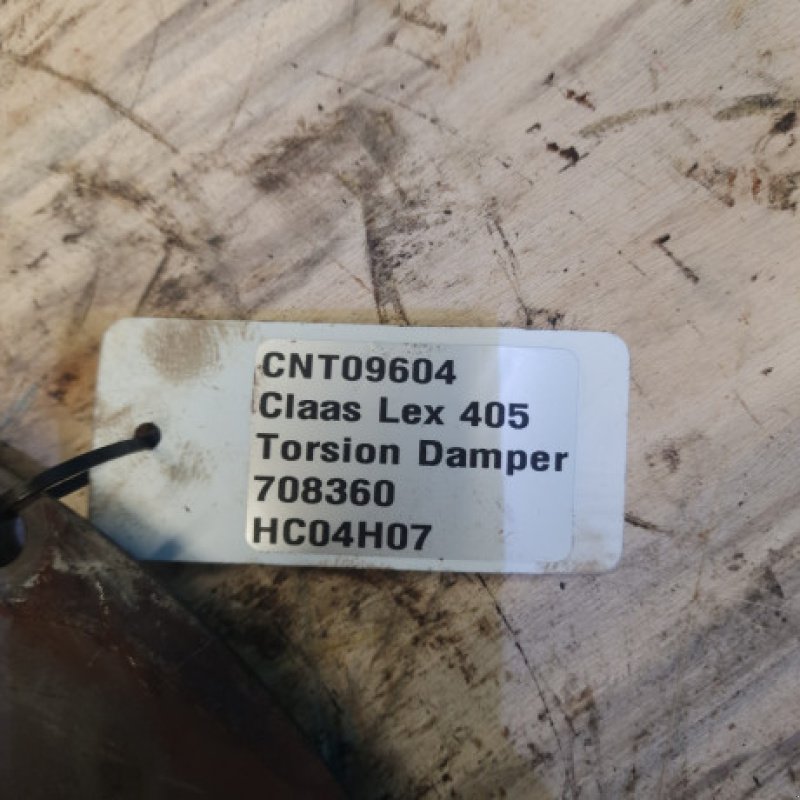 CNT09604
Claas Lex 405
Torsion Damper
708360
HC04H07